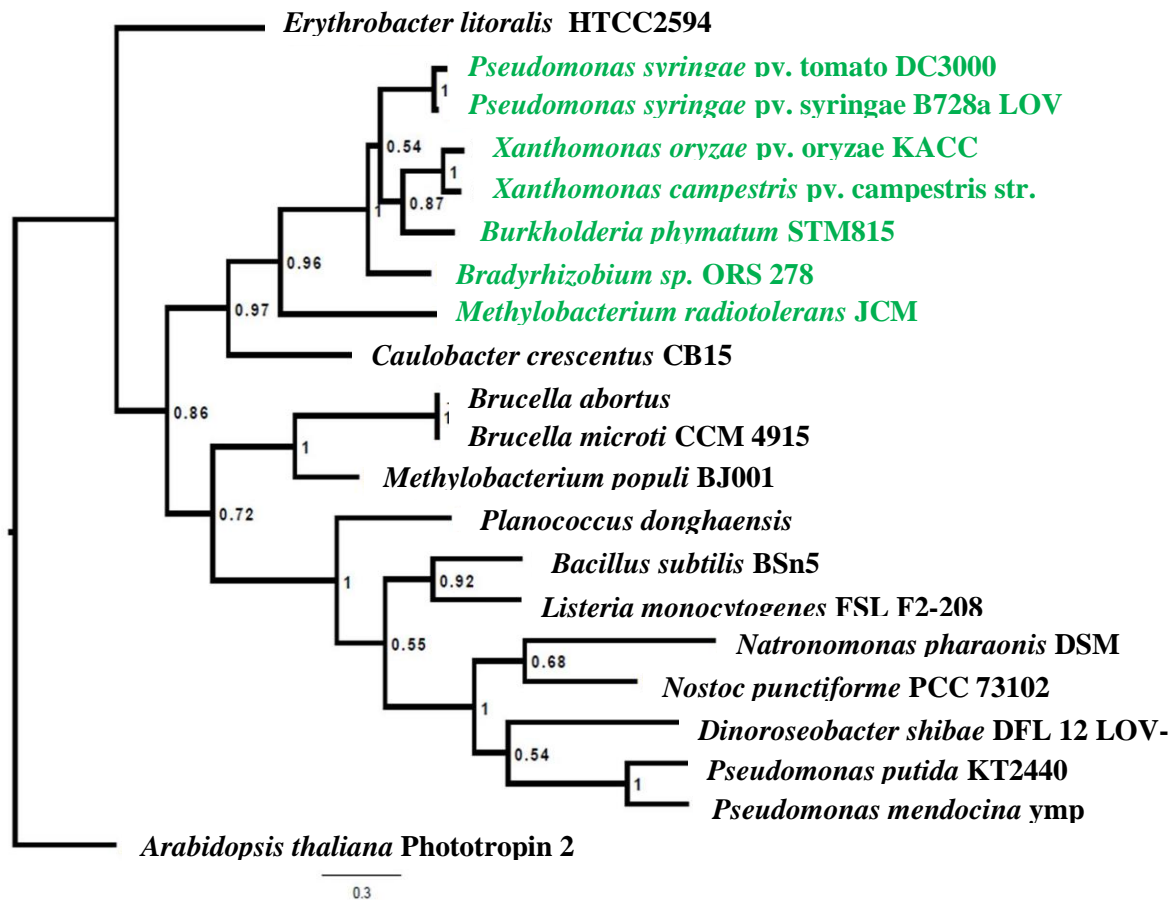 Erythrobacter litoralis HTCC2594
Pseudomonas syringae pv. tomato DC3000
1
Pseudomonas syringae pv. syringae B728a LOV
0.54
Xanthomonas oryzae pv. oryzae KACC
1
Xanthomonas campestris pv. campestris str.
0.87
1
Burkholderia phymatum STM815
0.96
Bradyrhizobium sp. ORS 278
0.97
Methylobacterium radiotolerans JCM
Caulobacter crescentus CB15
0.86
Brucella abortus
1
Brucella microti CCM 4915
1
Methylobacterium populi BJ001
0.72
Planococcus donghaensis
1
Bacillus subtilis BSn5
0.92
Listeria monocytogenes FSL F2-208
0.55
Natronomonas pharaonis DSM
0.68
Nostoc punctiforme PCC 73102
1
Dinoroseobacter shibae DFL 12 LOV-
0.54
Pseudomonas putida KT2440
1
Pseudomonas mendocina ymp
Arabidopsis thaliana Phototropin 2
0.3